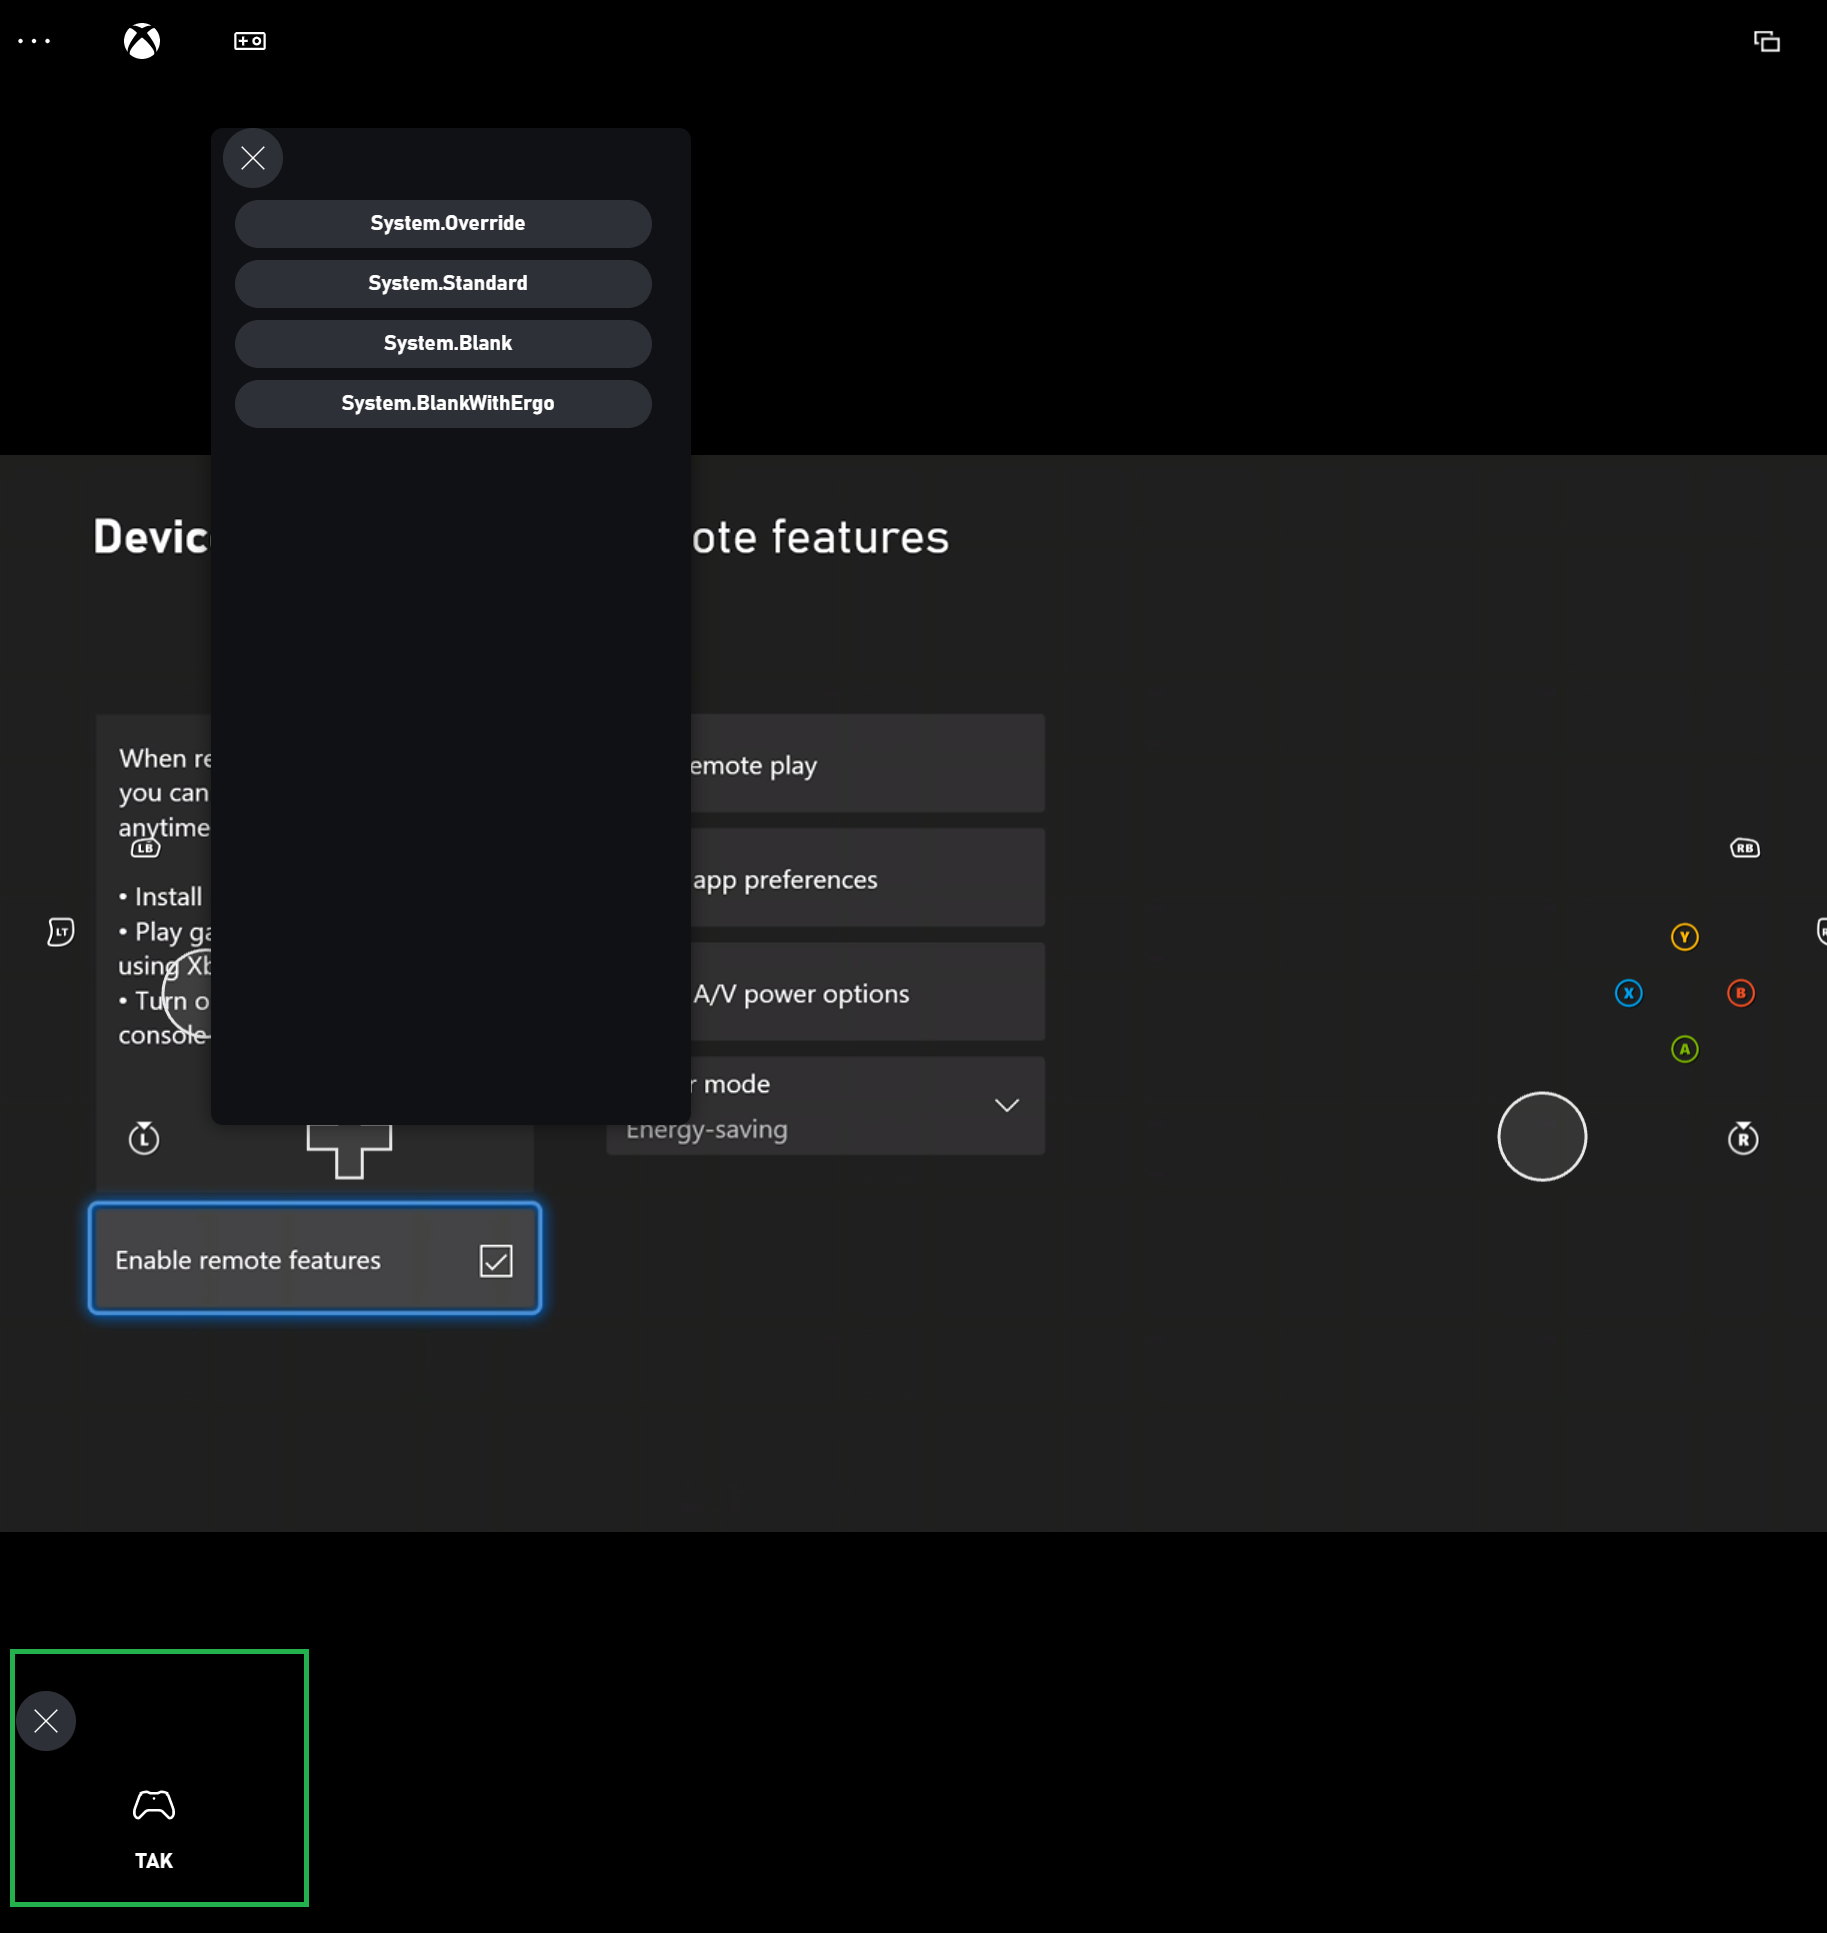 System.Override
System.Standard
System.Blank
System.BlankWithErgo
Devic
ote features
When re
you can
anytime
LB
• Install
• Play ga
using Xb
• Turn o
console
LT
emote play
app preferences
A/V power options
r mode
Energy-saving
RB
Y
X
B
A
L
R
Enable remote features
TAK